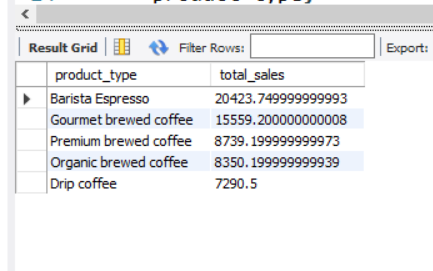 Result Grid Filter Rows: Export:
product_type total_sales
Barista Espresso 20423.749999999993
Gourmet brewed coffee 15559.200000000008
Premium brewed coffee 8739.199999999973
Organic brewed coffee 8350.199999999939
Drip coffee 7290.5